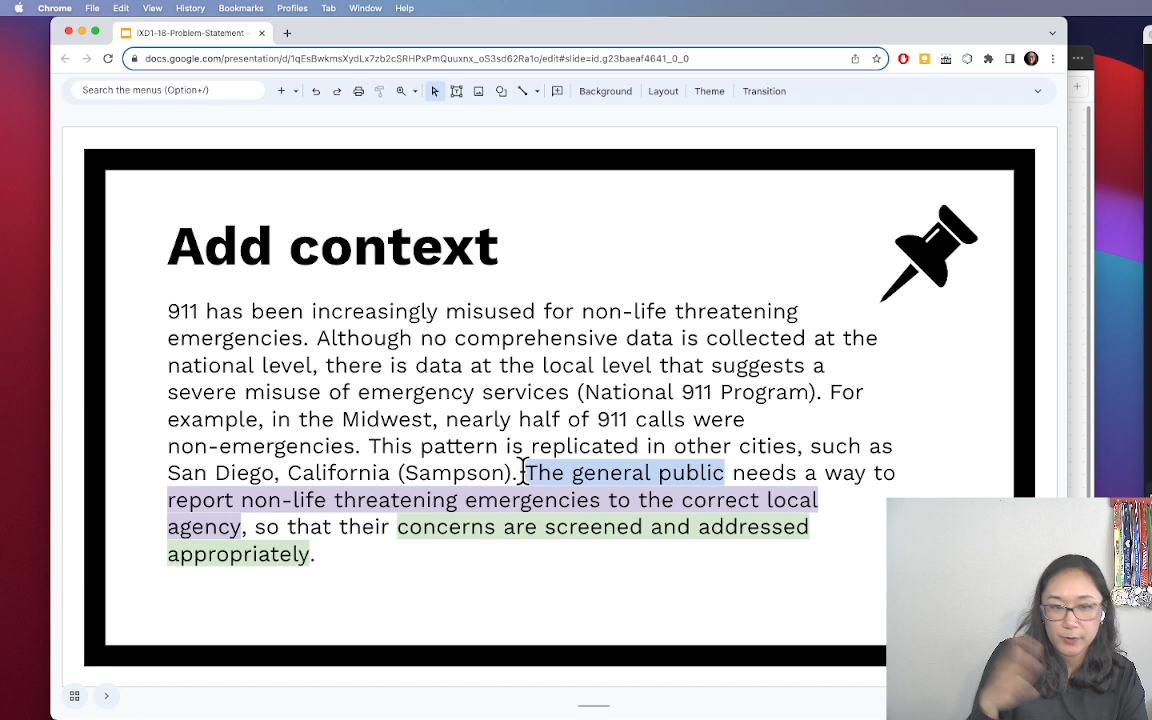 Chrome File Edit View History Bookmarks Profiles Tab Window Help
IXD1-18-Problem-Statement -
docs.google.com/presentation/d/1qEsBwkmsXydLx7zb2cSRHPxPmQuuxnx_oS3sd62Ra1o/edit#slide=id.g23baeaf4641_0_0
Search the menus (Option+/)
Background Layout Theme Transition
Add context
911 has been increasingly misused for non-life threatening
emergencies. Although no comprehensive data is collected at the
national level, there is data at the local level that suggests a
severe misuse of emergency services (National 911 Program). For
example, in the Midwest, nearly half of 911 calls were
non-emergencies. This pattern is replicated in other cities, such as
San Diego, California (Sampson). The general public needs a way to
report non-life threatening emergencies to the correct local
agency, so that their concerns are screened and addressed
appropriately.